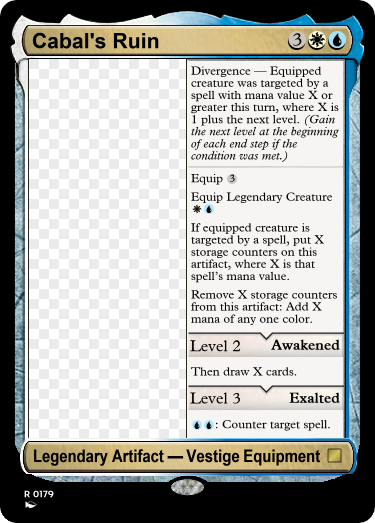 Cabal's Ruin 3
Divergence — Equipped
creature was targeted by a
spell with mana value X or
greater this turn, where X is
1 plus the next level. (Gain
the next level at the beginning
of each end step if the
condition was met.)
Equip 3
Equip Legendary Creature
If equipped creature is
targeted by a spell, put X
storage counters on this
artifact, where X is that
spell's mana value.
Remove X storage counters
from this artifact: Add X
mana of any one color.
Level 2 Awakened
Then draw X cards.
Level 3 Exalted
: Counter target spell.
Legendary Artifact — Vestige Equipment
R 0179